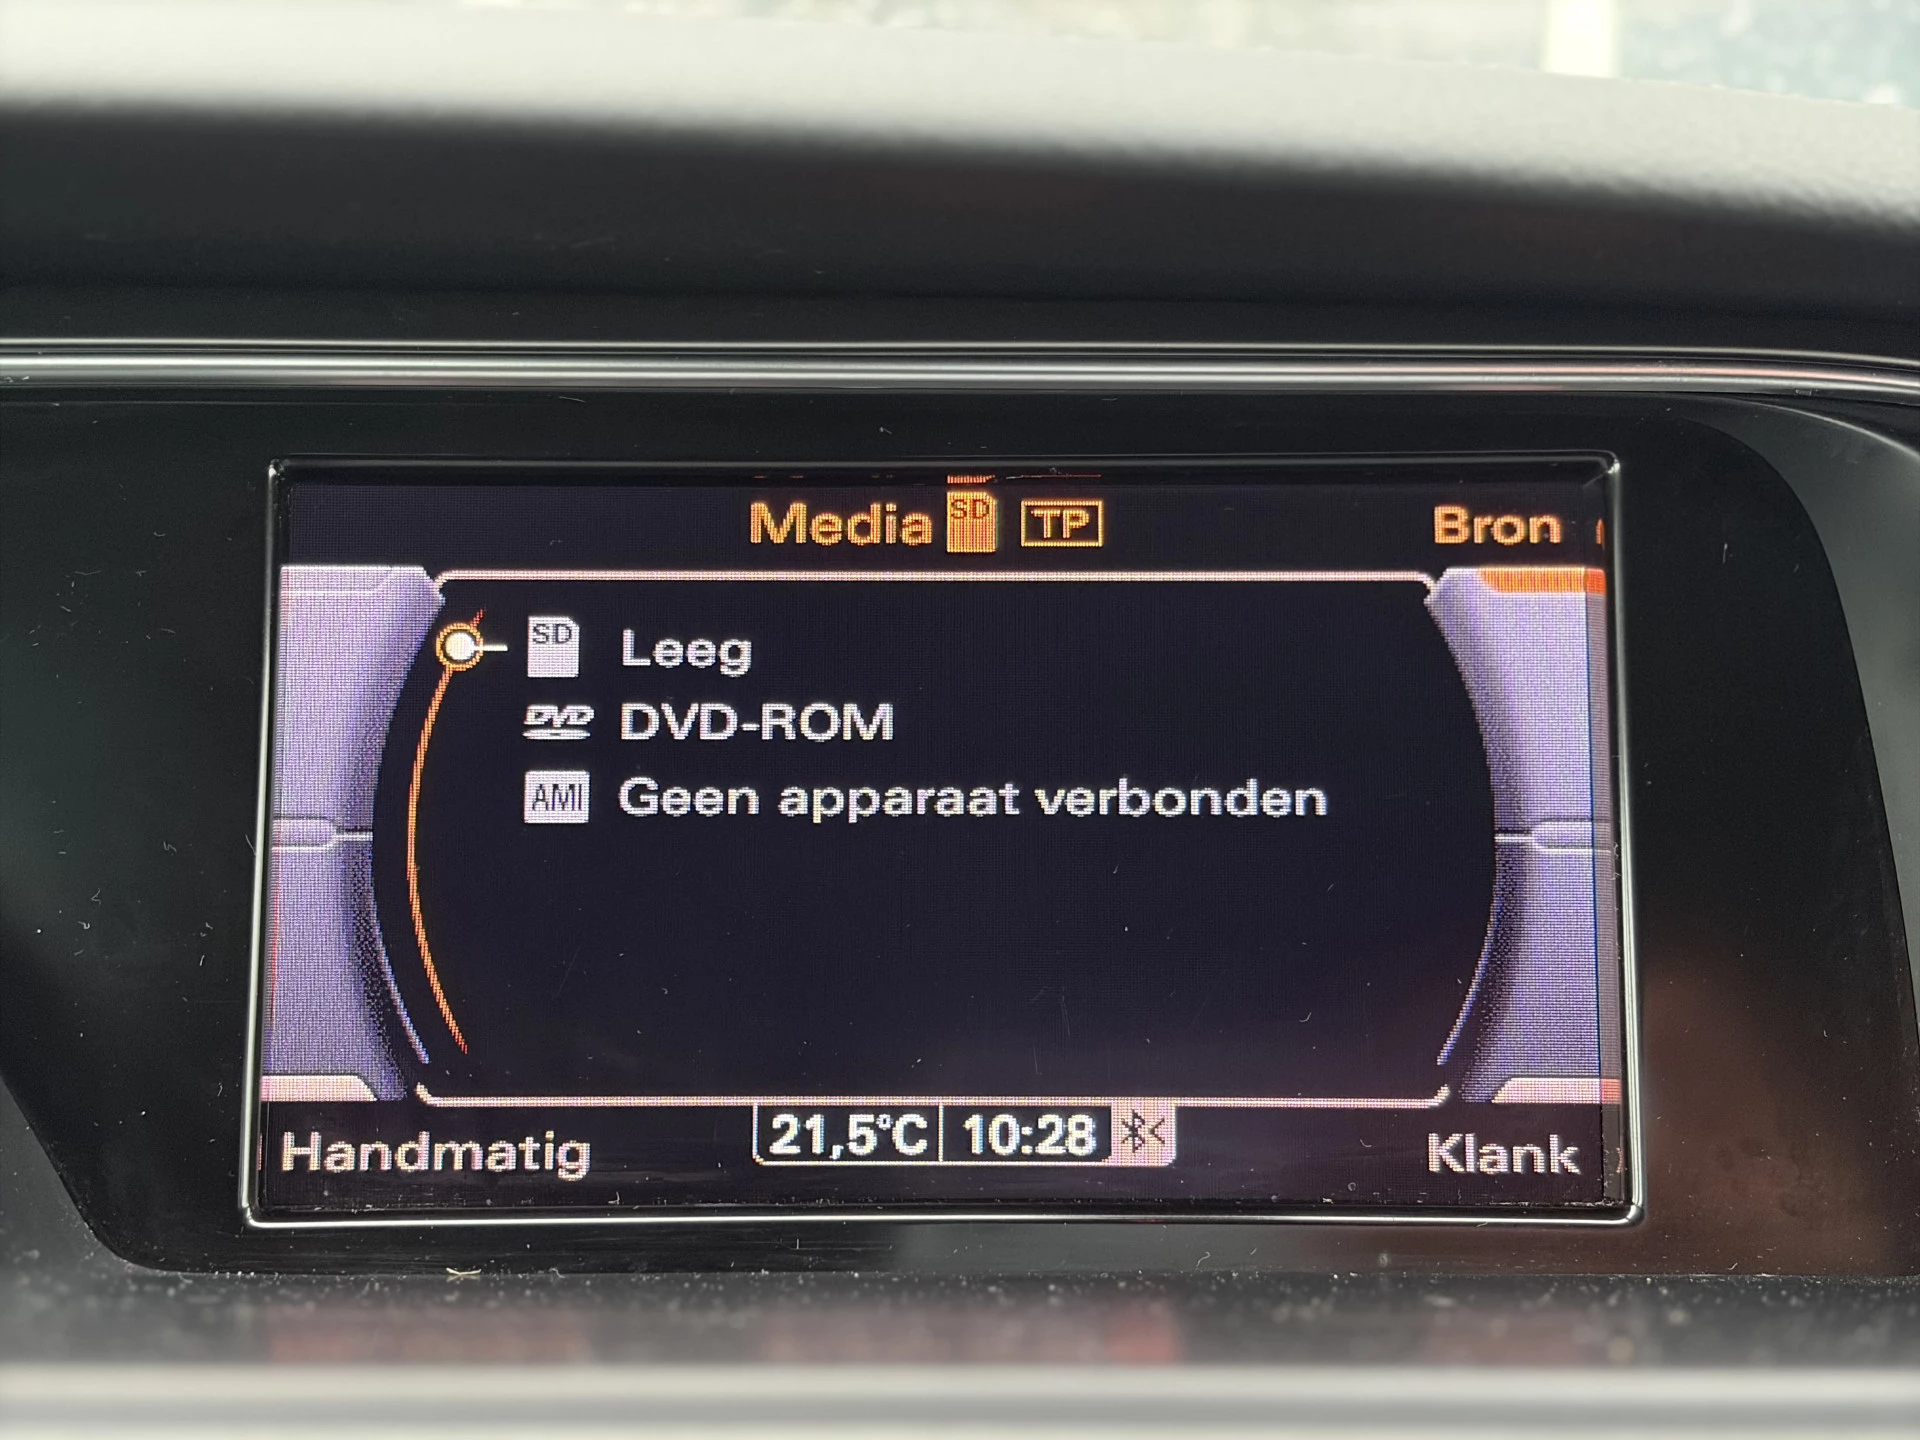 Media SD TP Bron
SD Leeg
DVD DVD-ROM
AMI Geen apparaat verbonden
Handmatig 21,5°C 10:28 Klank